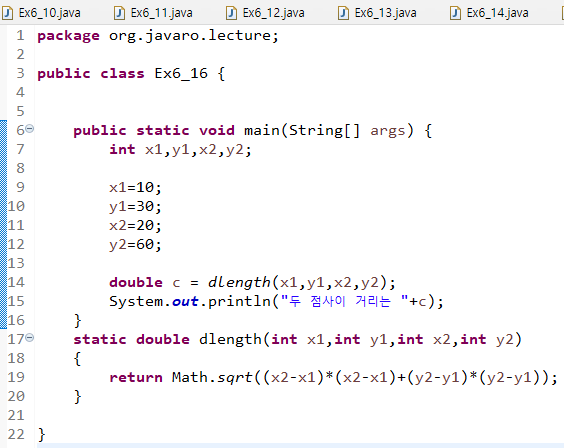 Ex6_10.java Ex6_11.java Ex6_12.java Ex6_13.java Ex6_14.java
1 package org.javaro.lecture;
2
3 public class Ex6_16 {
4
5
6 public static void main(String[] args) {
7 int x1,y1,x2,y2;
8
9 x1=10;
10 y1=30;
11 x2=20;
12 y2=60;
13
14 double c = dlength(x1,y1,x2,y2);
15 System.out.println("두 점사이 거리는 "+c);
16 }
17 static double dlength(int x1,int y1,int x2,int y2)
18 {
19 return Math.sqrt((x2-x1)*(x2-x1)+(y2-y1)*(y2-y1));
20 }
21
22 }